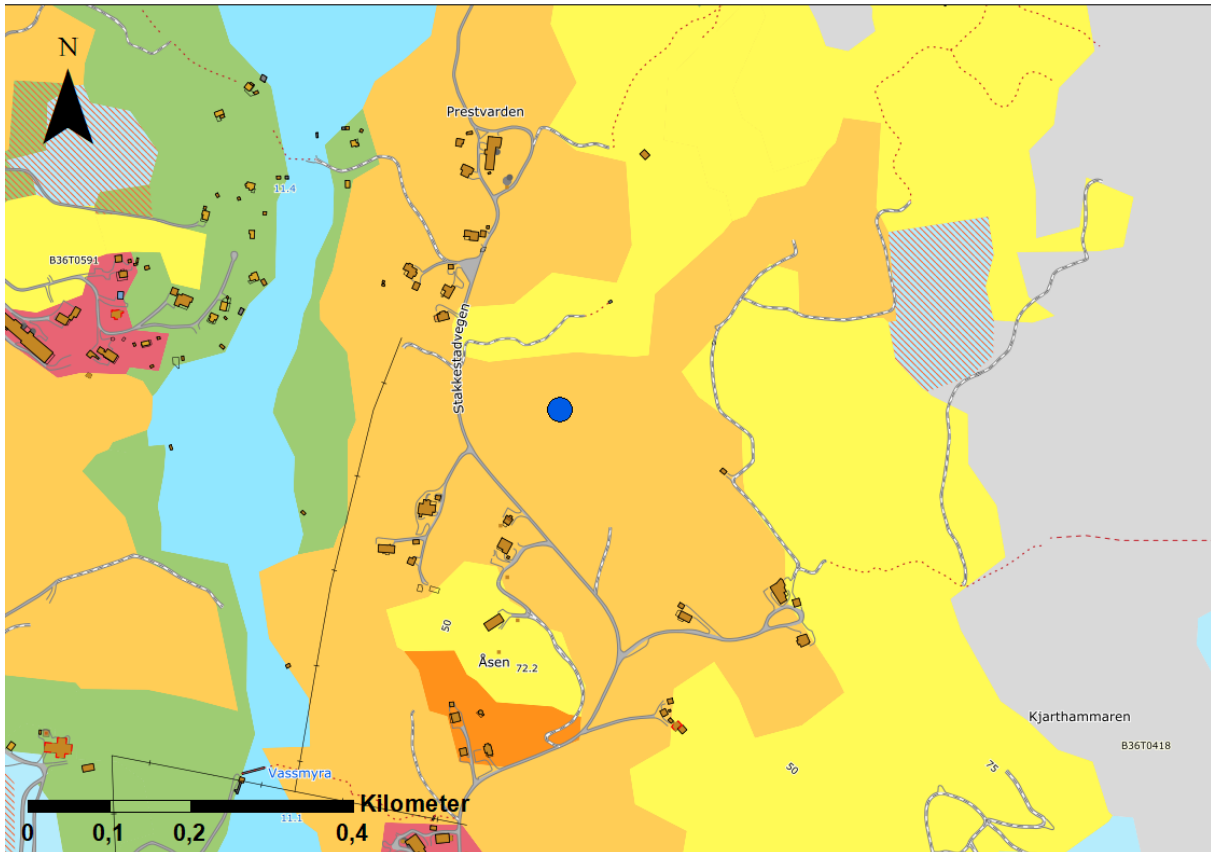 N
Prestvarden
11.4
B36T0591
Stakkestadvegen
50
Åsen
72.2
Kjarthammaren
B36T0418
50
75
Vassmyra
Kilometer
11.1
0
0,1
0,2
0,4